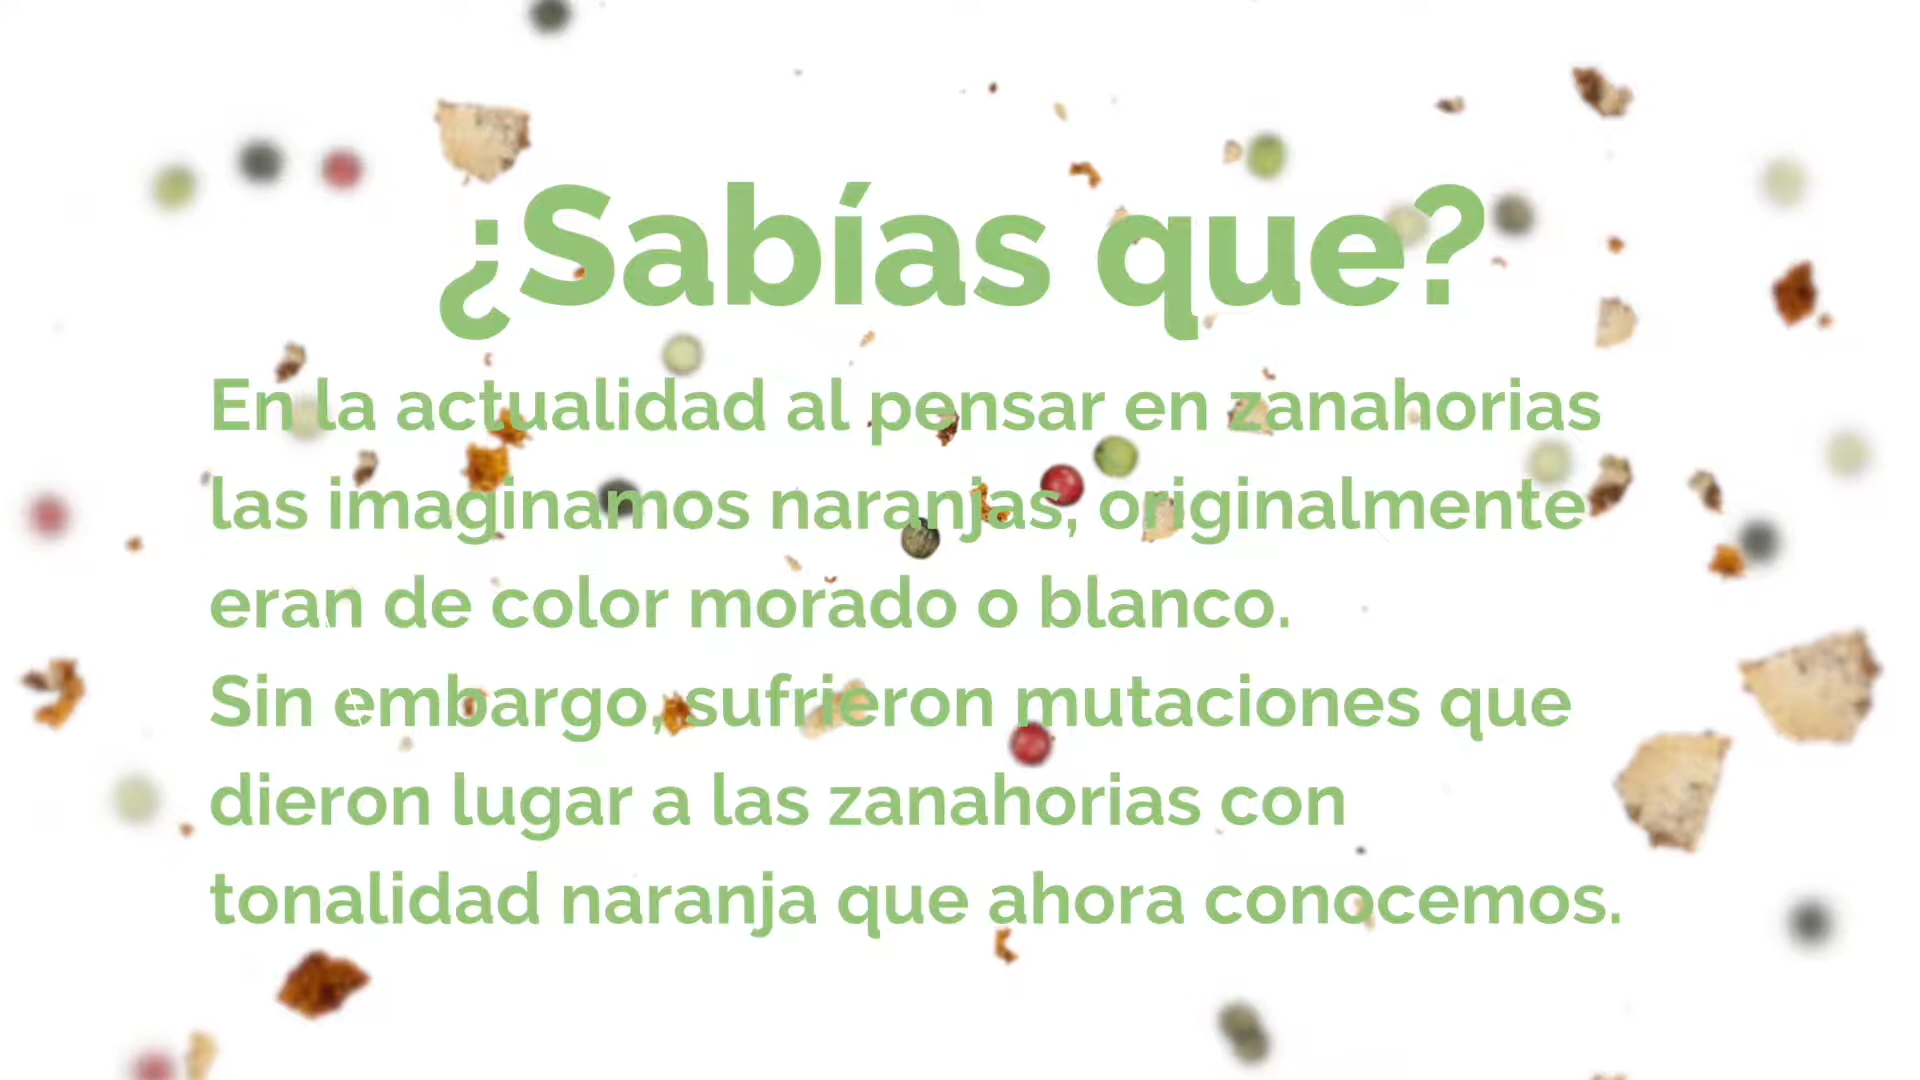 ¿Sabías que?
En la actualidad al pensar en zanahorias
las imaginamos naranjas, originalmente
eran de color morado o blanco.
Sin embargo, sufrieron mutaciones que
dieron lugar a las zanahorias con
tonalidad naranja que ahora conocemos.